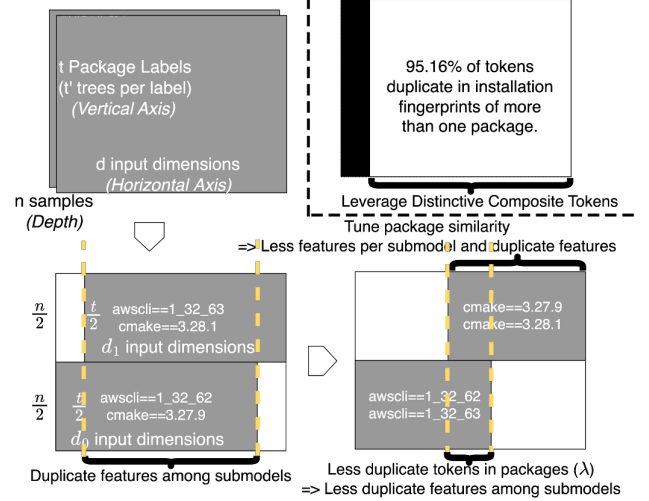 t Package Labels
(t' trees per label)
(Vertical Axis)
d input dimensions
(Horizontal Axis)
n samples
(Depth)
95.16% of tokens
duplicate in installation
fingerprints of more
than one package.
Leverage Distinctive Composite Tokens
Tune package similarity
=> Less features per submodel and duplicate features
n/2
t/2
awscli==1_32_63
cmake==3.28.1
d₁ input dimensions
n/2
t/2
awscli==1_32_62
cmake==3.27.9
d₀ input dimensions
Duplicate features among submodels
cmake==3.27.9
cmake==3.28.1
awscli==1_32_62
awscli==1_32_63
Less duplicate tokens in packages (λ)
=> Less duplicate features among submodels